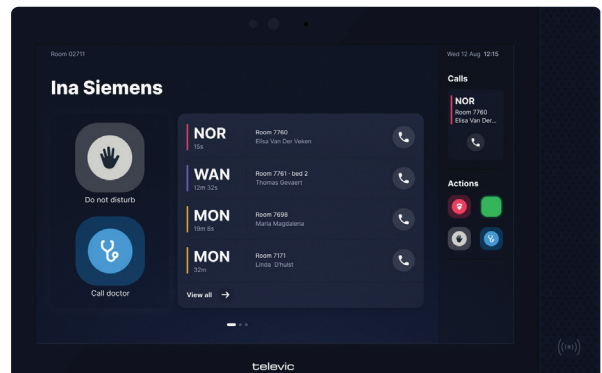 Room 02711
Wed 12 Aug 12:15
Ina Siemens
Do not disturb
Call doctor
NOR
15s
Room 7760
Elisa Van Der Veken
WAN
12m 32s
Room 7761 - bed 2
Thomas Gevaert
MON
19m 8s
Room 7698
Maria Magdalena
MON
32m
Room 7171
Linda D'hulst
View all
Calls
NOR
Room 7760
Elisa Van Der...
Actions
televic